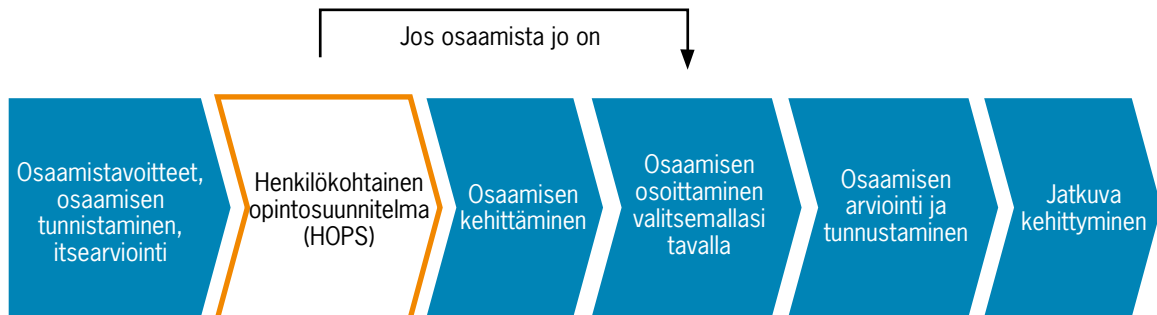 Jos osaamista jo on
Osaamistavoitteet,
osaamisen
tunnistaminen,
itsearviointi
Henkilökohtainen
opintosuunnitelma
(HOPS)
Osaamisen
kehittäminen
Osaamisen
osoittaminen
valitsemallasi
tavalla
Osaamisen
arviointi ja
tunnustaminen
Jatkuva
kehittyminen